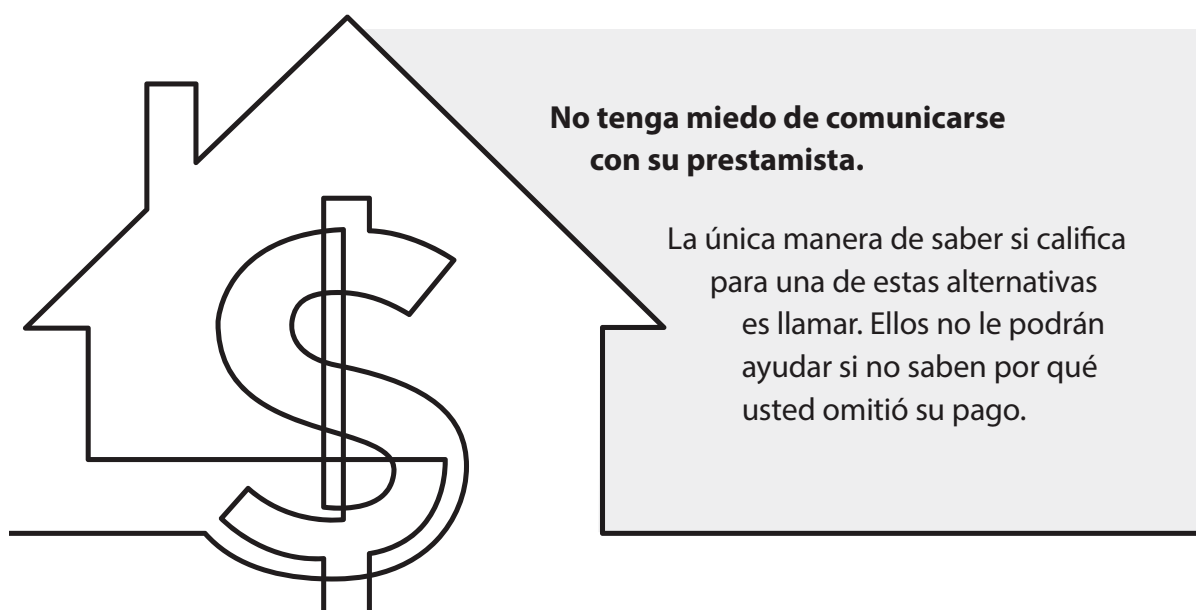 No tenga miedo de comunicarse
con su prestamista.
La única manera de saber si califica
para una de estas alternativas
es llamar. Ellos no le podrán
ayudar si no saben por qué
usted omitió su pago.